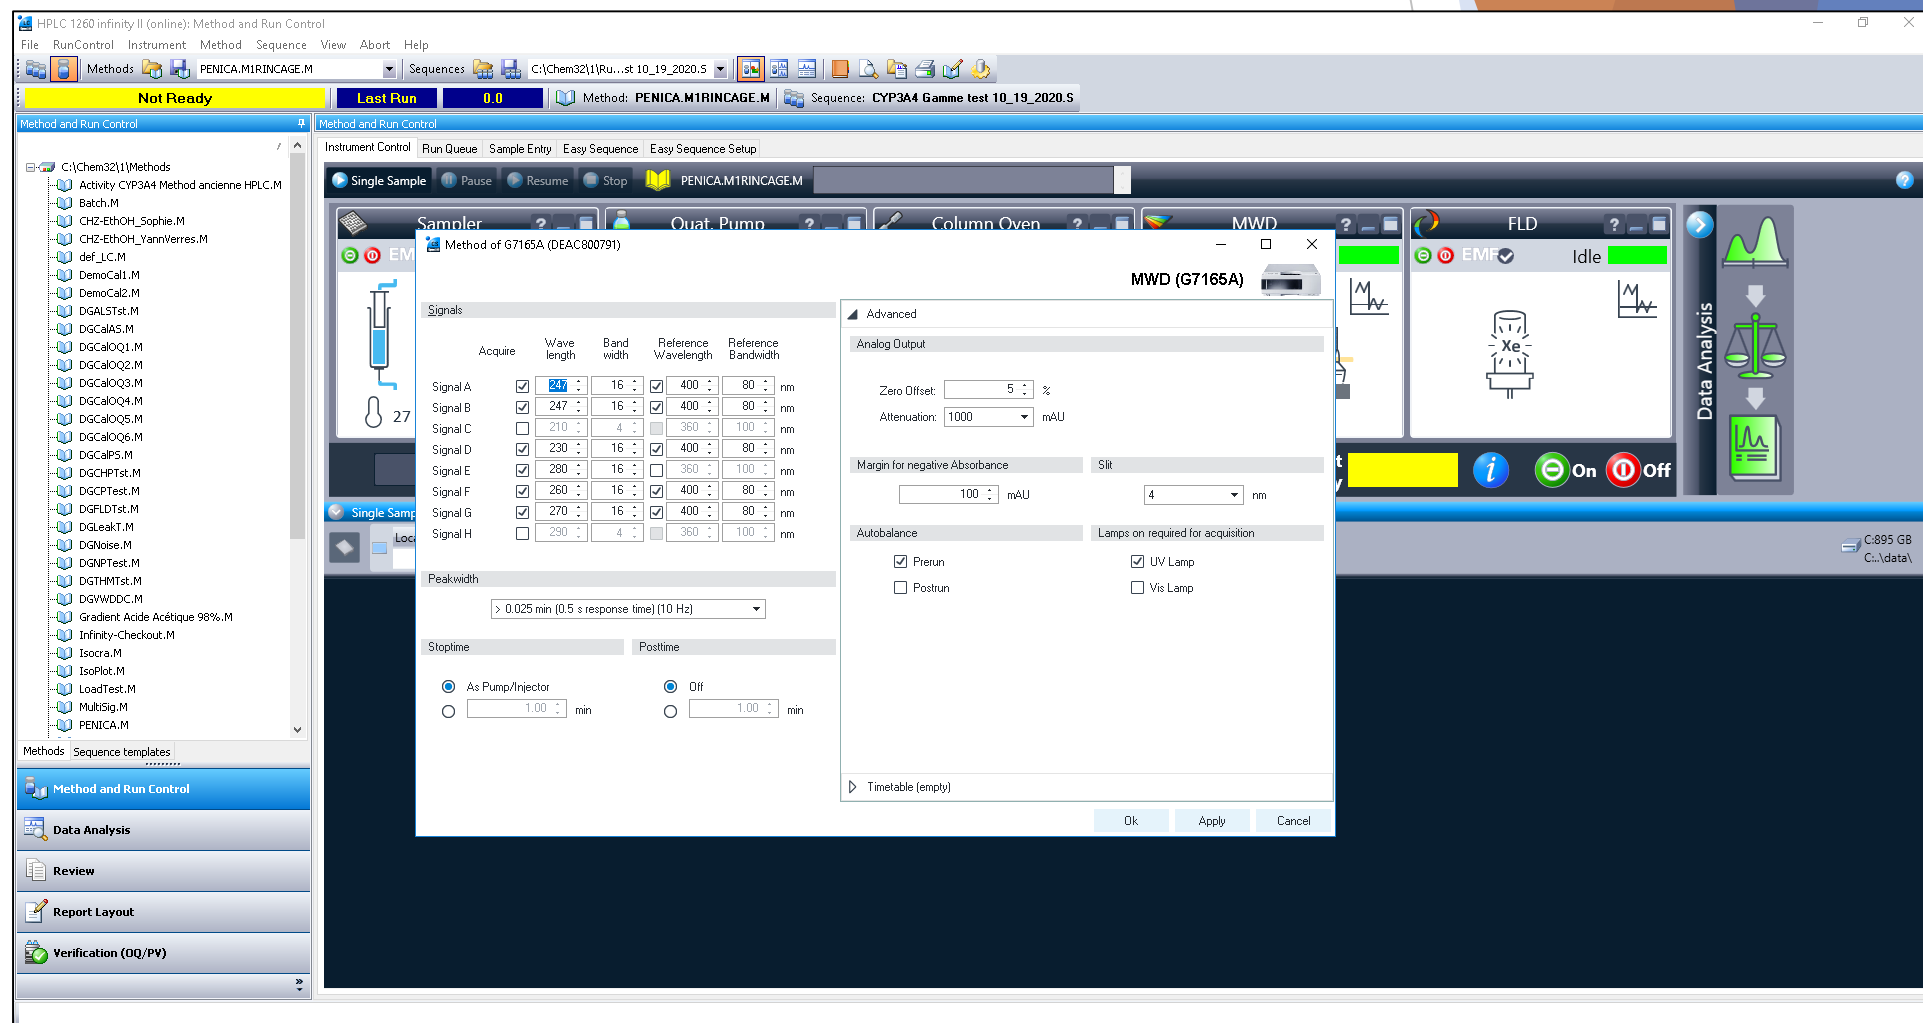 HPLC 1260 infinity II (online): Method and Run Control
File RunControl Instrument Method Sequence View Abort Help
Methods PENICA.M1RINCAGE.M Sequences C:\Chem32\1\Ru...st 10_19_2020.S
Not Ready Last Run 0.0 Method: PENICA.M1RINCAGE.M Sequence: CYP3A4 Gamme test 10_19_2020.S
Method and Run Control
C:\Chem32\1\Methods
Activity CYP3A4 Method ancienne HPLC.M
Batch.M
CHZ-EthOH_Sophie.M
CHZ-EthOH_YannVerres.M
def_LC.M
DemoCal1.M
DemoCal2.M
DGALSTst.M
DGCalAS.M
DGCalOQ1.M
DGCalOQ2.M
DGCalOQ3.M
DGCalOQ4.M
DGCalOQ5.M
DGCalOQ6.M
DGCalPS.M
DGCHPTst.M
DGCPTest.M
DGFLDTst.M
DGLeakT.M
DGNoise.M
DGNPTest.M
DGTHMTst.M
DGVWDDC.M
Gradient Acide Acétique 98%.M
Infinity-Checkout.M
Isocra.M
IsoPlot.M
LoadTest.M
MultiSig.M
PENICA.M
Methods Sequence templates
Method and Run Control
Data Analysis
Review
Report Layout
Verification (OQ/PV)
Method and Run Control
Instrument Control Run Queue Sample Entry Easy Sequence Easy Sequence Setup
Single Sample Pause Resume Stop PENICA.M1RINCAGE.M
Sampler ? Quat. Pump ? Column Oven ? MWD ? FLD ?
EM
27
EMF Idle
Xe
Data Analysis
On Off
Single Samp
Loca
C:895 GB
C:..\data\
Method of G7165A (DEAC800791)
MWD (G7165A)
Signals
Acquire Wave length Band width Reference Wavelength Reference Bandwidth
Signal A 247 16 400 80 nm
Signal B 247 16 400 80 nm
Signal C 210 4 360 100 nm
Signal D 230 16 400 80 nm
Signal E 280 16 360 100 nm
Signal F 260 16 400 80 nm
Signal G 270 16 400 80 nm
Signal H 290 4 360 100 nm
Peakwidth
> 0.025 min (0.5 s response time) (10 Hz)
Stoptime Posttime
As Pump/Injector Off
1.00 min 1.00 min
Advanced
Analog Output
Zero Offset: 5 %
Attenuation: 1000 mAU
Margin for negative Absorbance Slit
100 mAU 4 nm
Autobalance Lamps on required for acquisition
Prerun UV Lamp
Postrun Vis Lamp
Timetable (empty)
Ok Apply Cancel